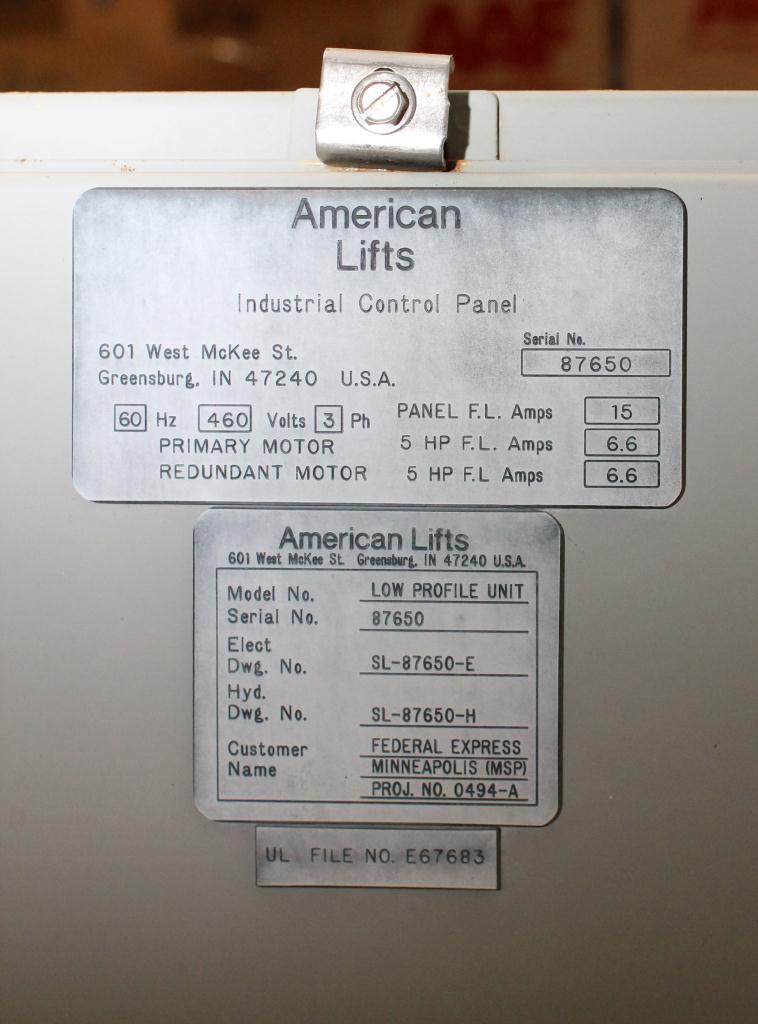 American
Lifts
Industrial Control Panel
601 West McKee St.
Greensburg, IN 47240 U.S.A.
Serial No.
87650
60 Hz 460 Volts 3 Ph
PANEL F.L. Amps 15
PRIMARY MOTOR 5 HP F.L. Amps 6.6
REDUNDANT MOTOR 5 HP F.L Amps 6.6
American Lifts
601 West McKee St. Greensburg, IN 47240 U.S.A.
Model No. LOW PROFILE UNIT
Serial No. 87650
Elect
Dwg. No. SL-87650-E
Hyd.
Dwg. No. SL-87650-H
Customer FEDERAL EXPRESS
Name MINNEAPOLIS (MSP)
PROJ. NO. 0494-A
UL FILE NO. E67683